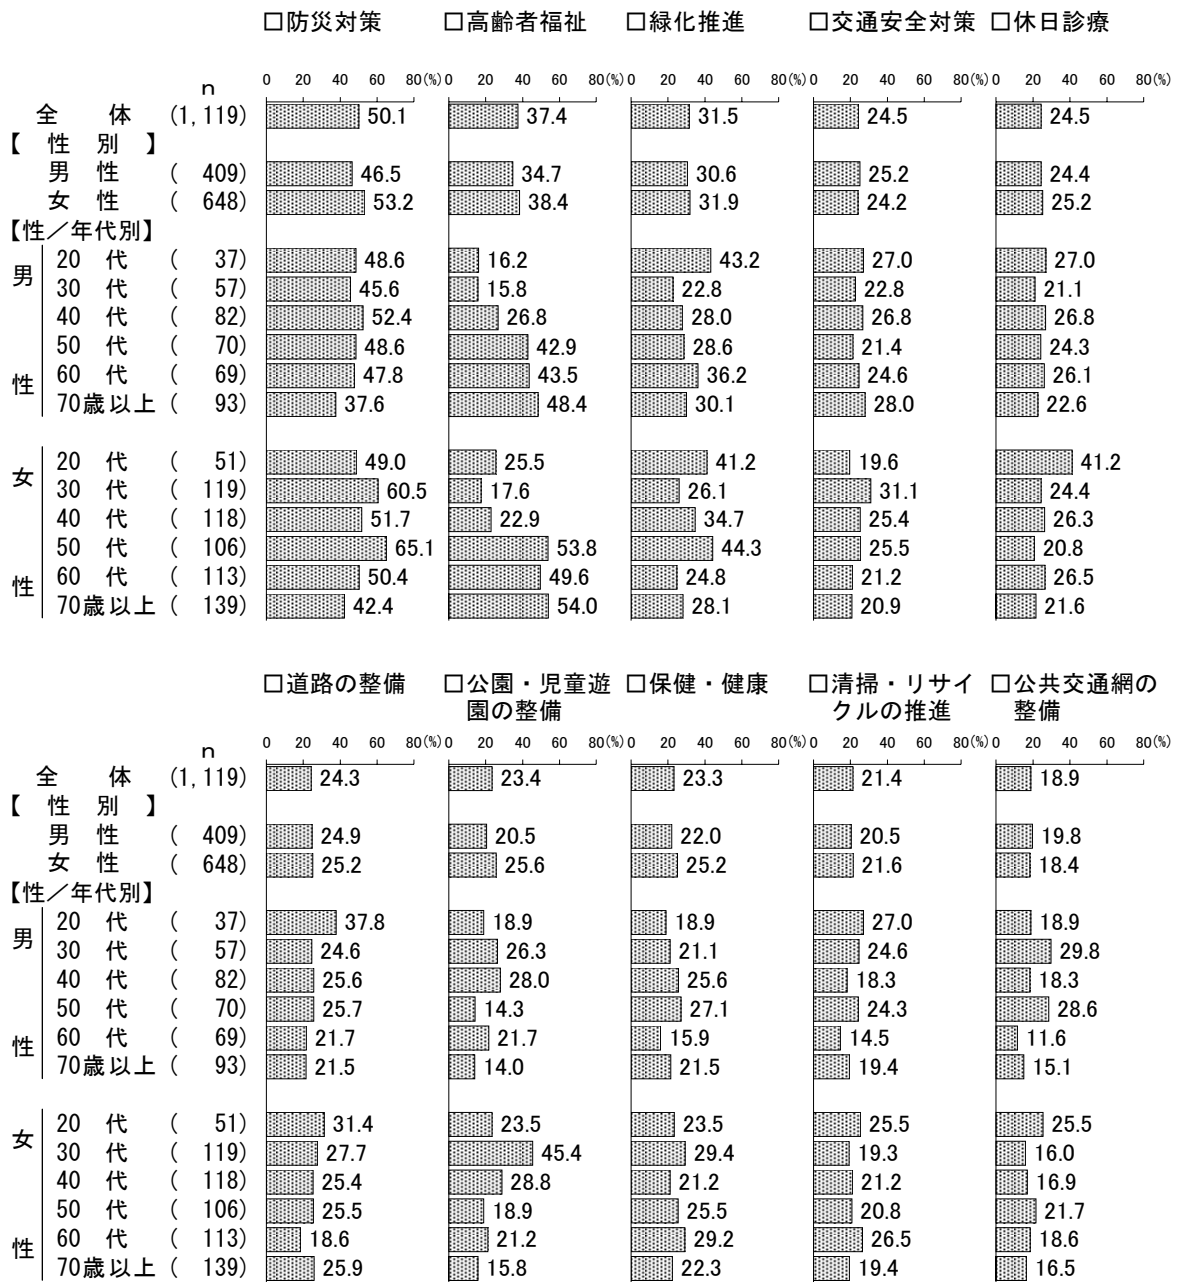 □防災対策 □高齢者福祉 □緑化推進 □交通安全対策 □休日診療
n 0 20 40 60 80(%) 0 20 40 60 80(%) 0 20 40 60 80(%) 0 20 40 60 80(%) 0 20 40 60 80(%)
全 体 (1,119) 50.1 37.4 31.5 24.5 24.5
【 性 別 】
男 性 ( 409) 46.5 34.7 30.6 25.2 24.4
女 性 ( 648) 53.2 38.4 31.9 24.2 25.2
【性／年代別】
男性 20 代 ( 37) 48.6 16.2 43.2 27.0 27.0
30 代 ( 57) 45.6 15.8 22.8 22.8 21.1
40 代 ( 82) 52.4 26.8 28.0 26.8 26.8
50 代 ( 70) 48.6 42.9 28.6 21.4 24.3
60 代 ( 69) 47.8 43.5 36.2 24.6 26.1
70歳以上 ( 93) 37.6 48.4 30.1 28.0 22.6
女性 20 代 ( 51) 49.0 25.5 41.2 19.6 41.2
30 代 ( 119) 60.5 17.6 26.1 31.1 24.4
40 代 ( 118) 51.7 22.9 34.7 25.4 26.3
50 代 ( 106) 65.1 53.8 44.3 25.5 20.8
60 代 ( 113) 50.4 49.6 24.8 21.2 26.5
70歳以上 ( 139) 42.4 54.0 28.1 20.9 21.6
□道路の整備 □公園・児童遊 □保健・健康 □清掃・リサイ □公共交通網の
園の整備 クルの推進 整備
n 0 20 40 60 80(%) 0 20 40 60 80(%) 0 20 40 60 80(%) 0 20 40 60 80(%) 0 20 40 60 80(%)
全 体 (1,119) 24.3 23.4 23.3 21.4 18.9
【 性 別 】
男 性 ( 409) 24.9 20.5 22.0 20.5 19.8
女 性 ( 648) 25.2 25.6 25.2 21.6 18.4
【性／年代別】
男性 20 代 ( 37) 37.8 18.9 18.9 27.0 18.9
30 代 ( 57) 24.6 26.3 21.1 24.6 29.8
40 代 ( 82) 25.6 28.0 25.6 18.3 18.3
50 代 ( 70) 25.7 14.3 27.1 24.3 28.6
60 代 ( 69) 21.7 21.7 15.9 14.5 11.6
70歳以上 ( 93) 21.5 14.0 21.5 19.4 15.1
女性 20 代 ( 51) 31.4 23.5 23.5 25.5 25.5
30 代 ( 119) 27.7 45.4 29.4 19.3 16.0
40 代 ( 118) 25.4 28.8 21.2 21.2 16.9
50 代 ( 106) 25.5 18.9 25.5 20.8 21.7
60 代 ( 113) 18.6 21.2 29.2 26.5 18.6
70歳以上 ( 139) 25.9 15.8 22.3 19.4 16.5